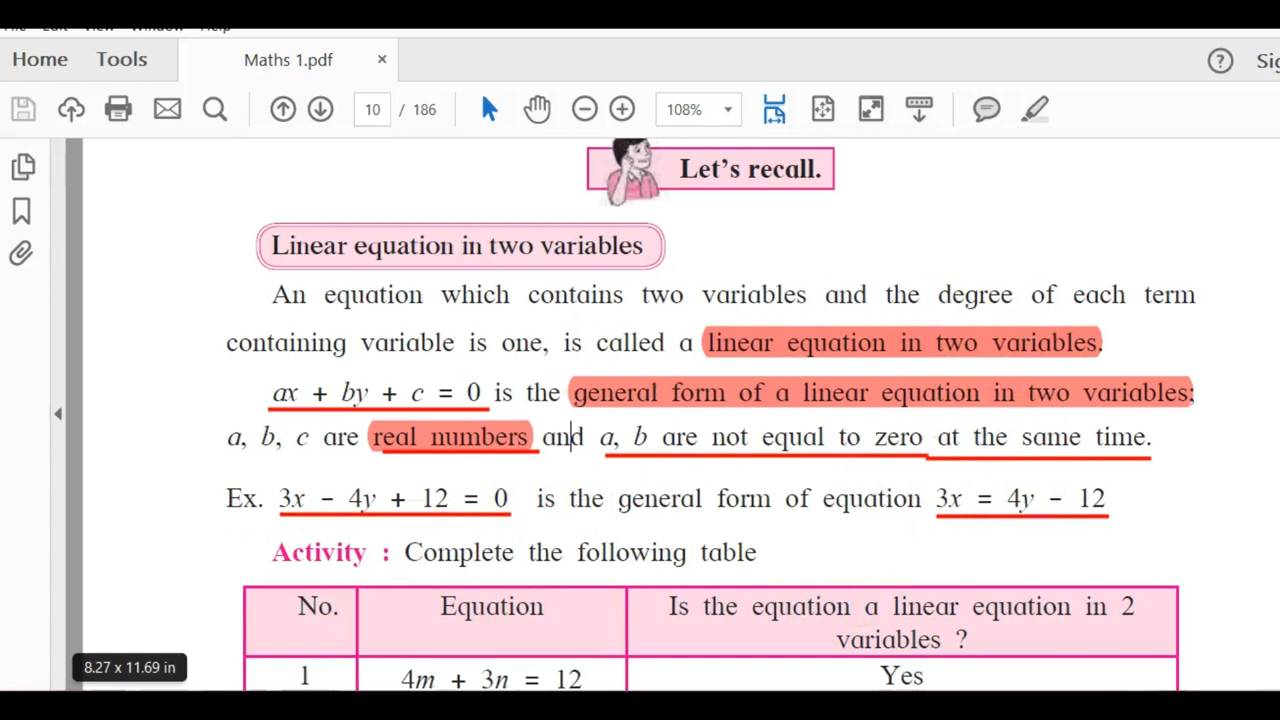 Home Tools Maths 1.pdf × ?
10 / 186 108%
Let's recall.
Linear equation in two variables
An equation which contains two variables and the degree of each term
containing variable is one, is called a linear equation in two variables.
ax + by + c = 0 is the general form of a linear equation in two variables;
a, b, c are real numbers and a, b are not equal to zero at the same time.
Ex. 3x − 4y + 12 = 0 is the general form of equation 3x = 4y − 12
Activity : Complete the following table
No. Equation Is the equation a linear equation in 2
variables ?
8.27 x 11.69 in
1 4m + 3n = 12 Yes